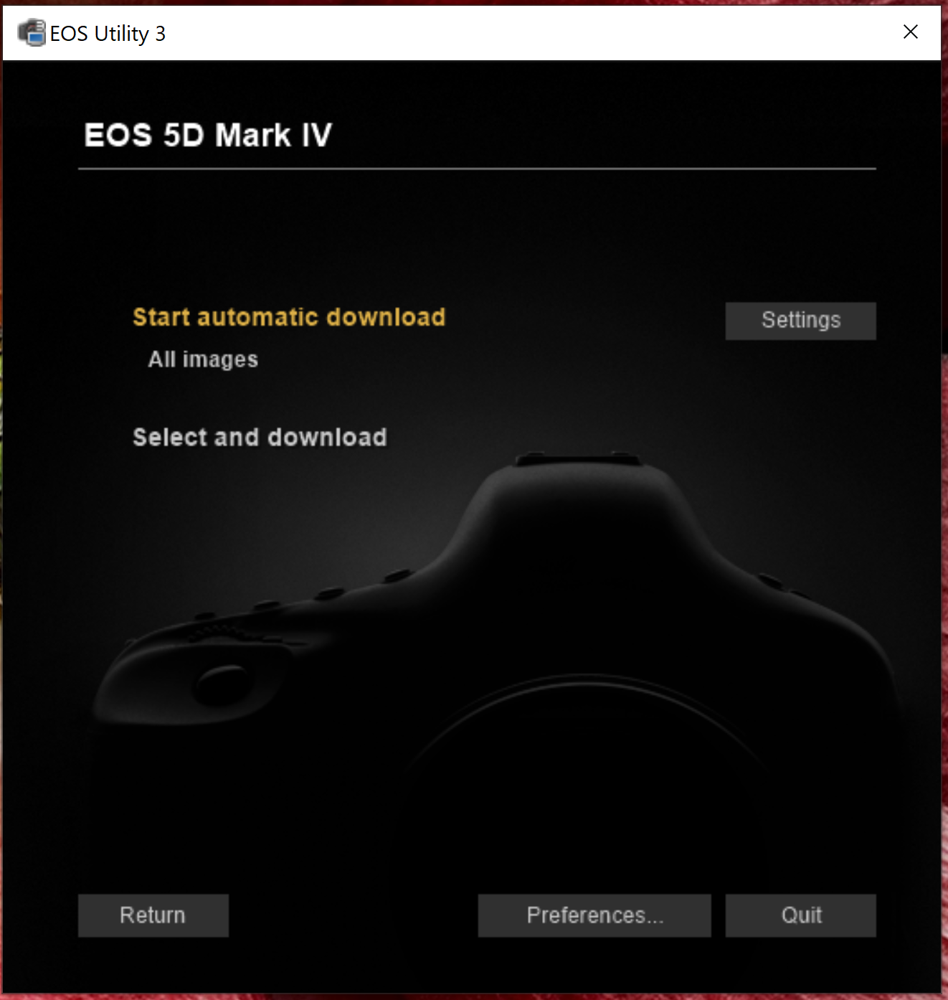 EOS Utility 3
EOS 5D Mark IV
Start automatic download
Settings
All images
Select and download
Return
Preferences...
Quit